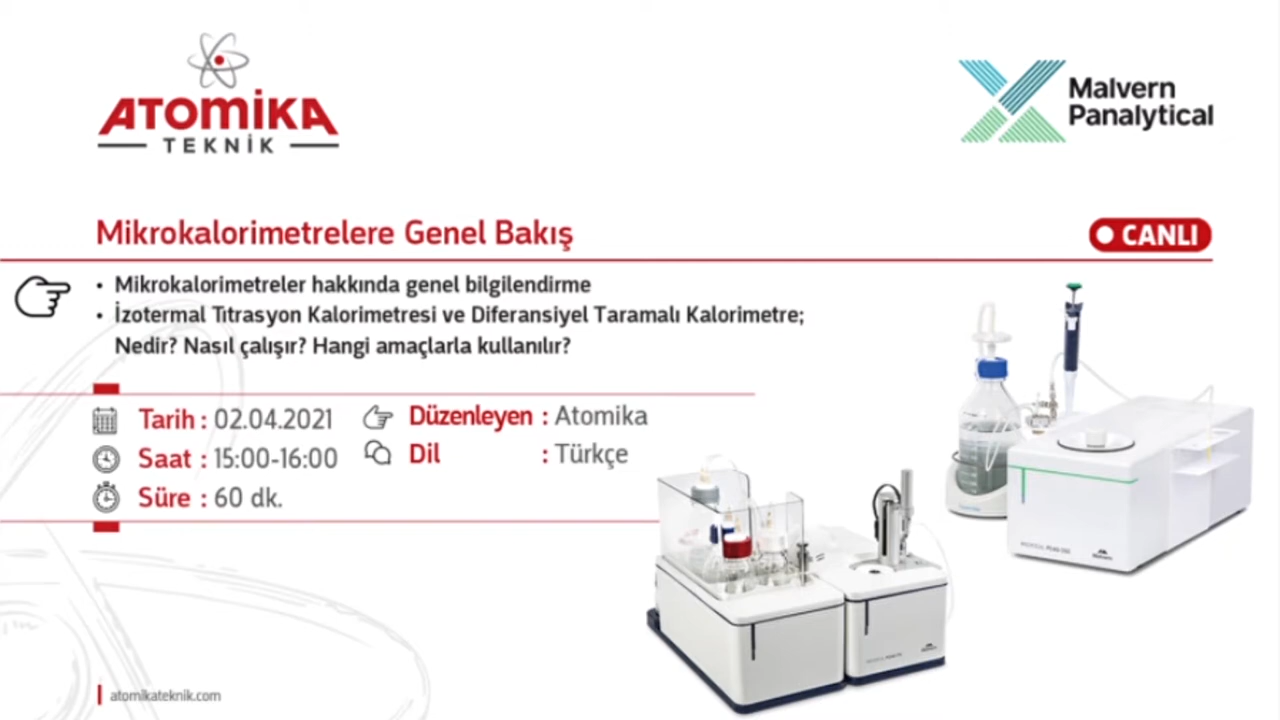 ATOMİKA
TEKNİK
Malvern
Panalytical
Mikrokalorimetrelere Genel Bakış
CANLI
• Mikrokalorimetreler hakkında genel bilgilendirme
• İzotermal Titrasyon Kalorimetresi ve Diferansiyel Taramalı Kalorimetre;
Nedir? Nasıl çalışır? Hangi amaçlarla kullanılır?
Tarih : 02.04.2021
Düzenleyen : Atomika
Saat : 15:00-16:00
Dil : Türkçe
Süre : 60 dk.
atomikateknik.com